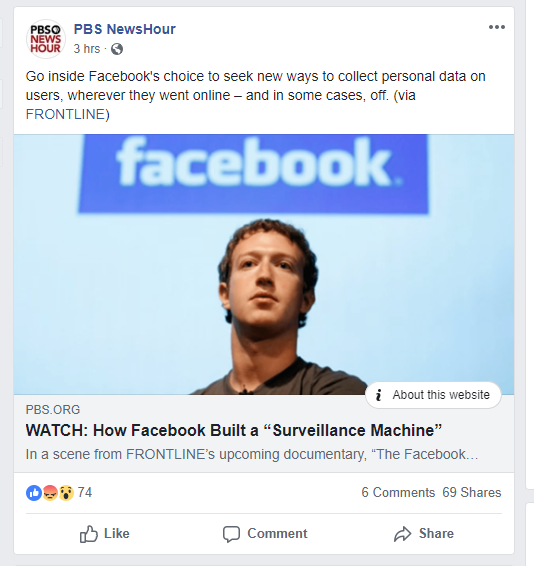 PBS
NEWS
HOUR
PBS NewsHour
3 hrs ·
Go inside Facebook's choice to seek new ways to collect personal data on
users, wherever they went online – and in some cases, off. (via
FRONTLINE)
facebook.
i About this website
PBS.ORG
WATCH: How Facebook Built a “Surveillance Machine”
In a scene from FRONTLINE’s upcoming documentary, “The Facebook...
74 6 Comments 69 Shares
Like Comment Share